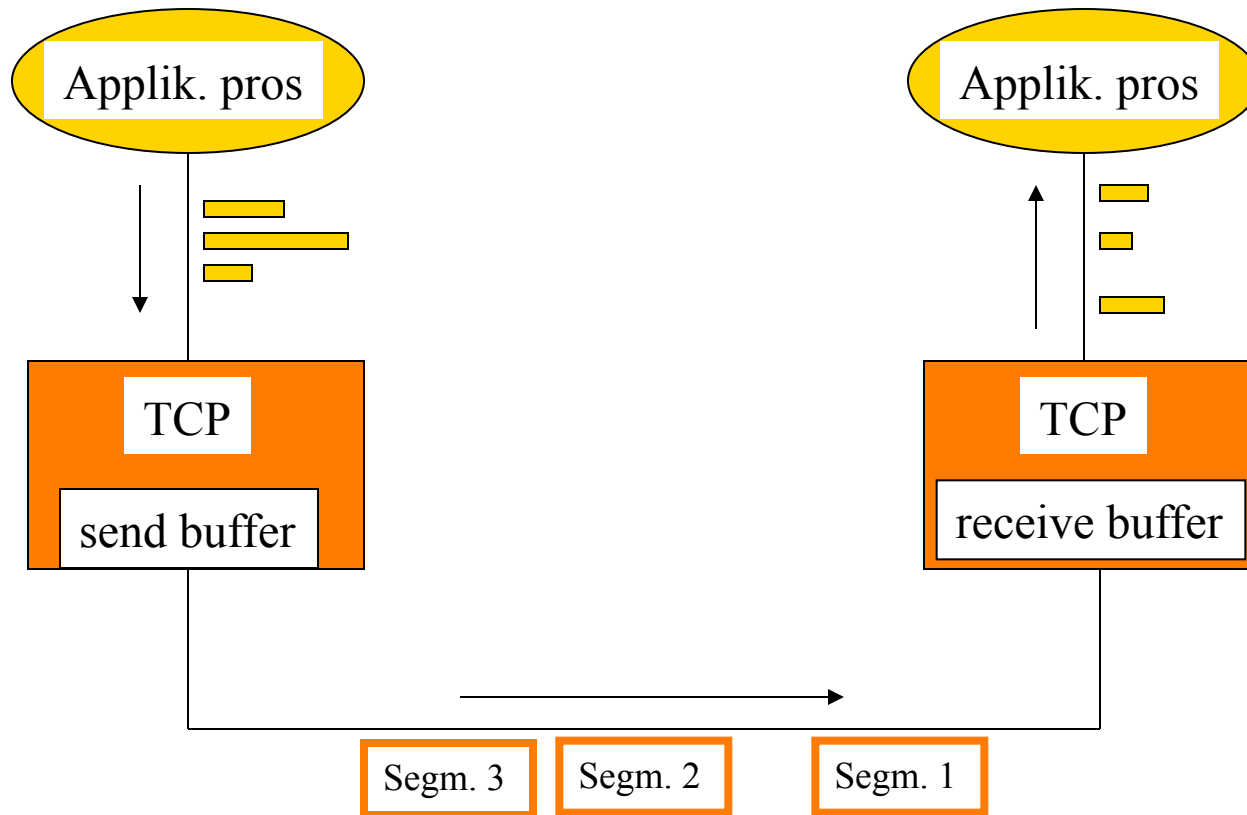 Applik. pros
Applik. pros
TCP
TCP
send buffer
receive buffer
Segm. 3
Segm. 2
Segm. 1